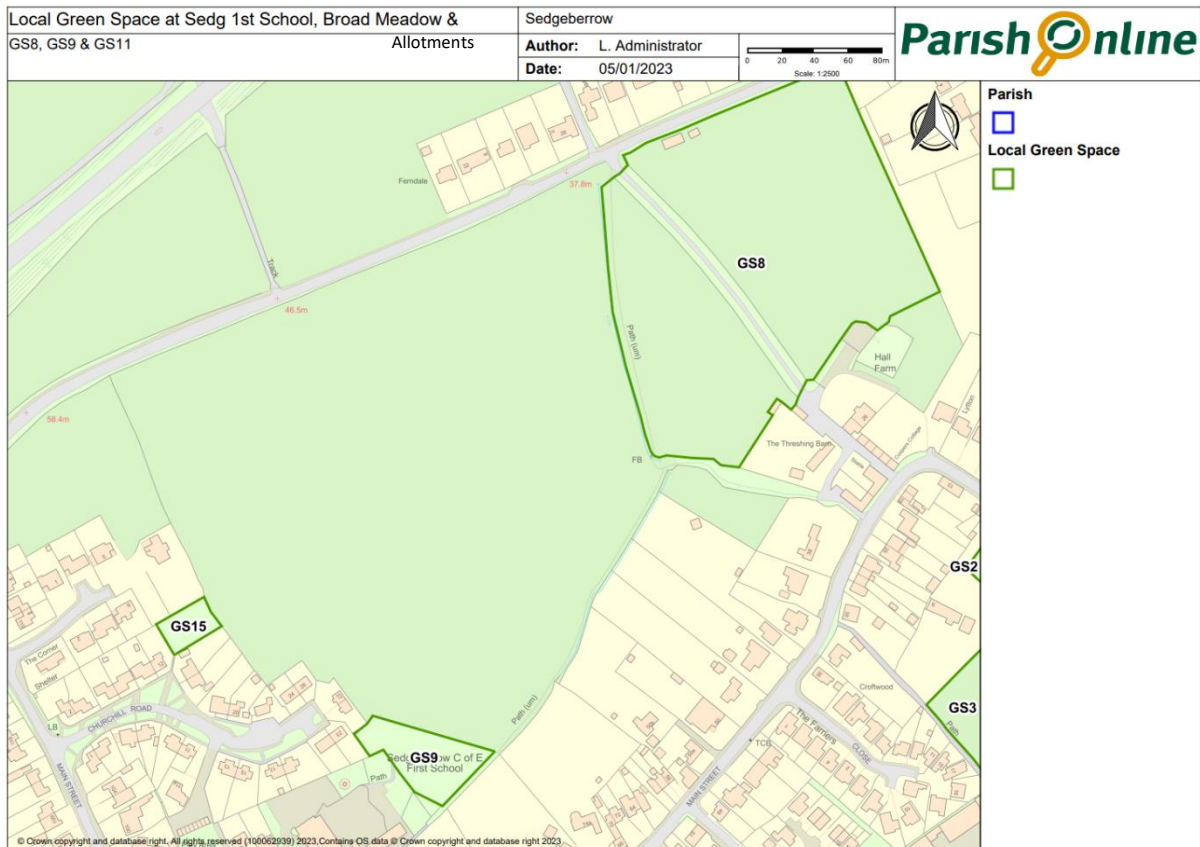 Local Green Space at Sedg 1st School, Broad Meadow &
GS8, GS9 & GS11
Allotments
Sedgeberrow
Author: L. Administrator
Date: 05/01/2023
0 20 40 60 80m
Scale: 1:2500
Parish Online
Parish
Local Green Space
Ferndale
37.8m
Track
46.5m
58.4m
GS8
Path (um)
Hall
Farm
Lytton
FB
The Threshing Barn
Stable
GS2
GS15
The Corner
Shelter
LB
CHURCHILL ROAD
MAIN STREET
Path (um)
GS9
First School
Path
Croftwood
GS3
Path
The Farriers
CLOSE
TCB
MAIN STREET
© Crown copyright and database right. All rights reserved (100062939) 2023,Contains OS data © Crown copyright and database right 2023